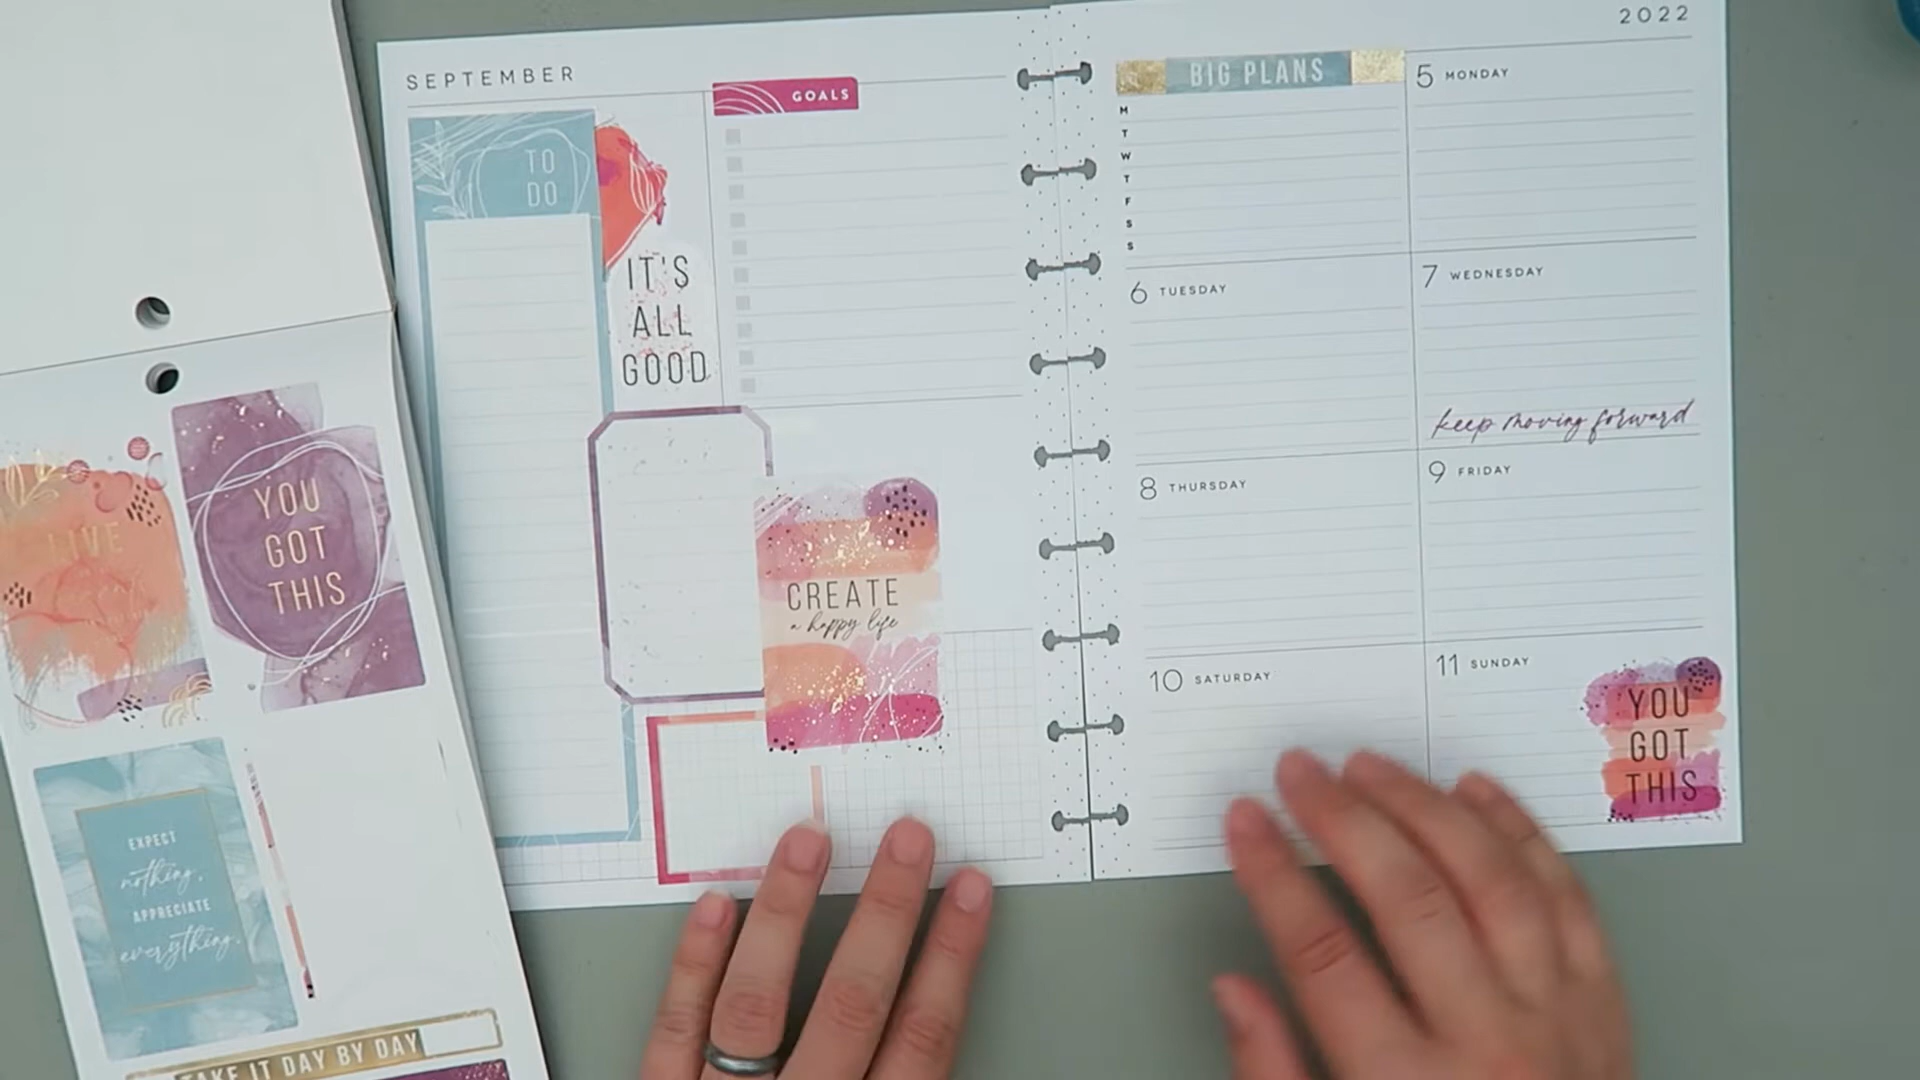 SEPTEMBER
TO
DO
IT'S
ALL
GOOD
GOALS
CREATE
a happy life
2022
BIG PLANS
M
T
W
T
F
S
S
5 MONDAY
6 TUESDAY
7 WEDNESDAY
keep moving forward
8 THURSDAY
9 FRIDAY
10 SATURDAY
11 SUNDAY
YOU
GOT
THIS
LIVE
YOU
GOT
THIS
EXPECT
nothing.
APPRECIATE
everything.
TAKE IT DAY BY DAY